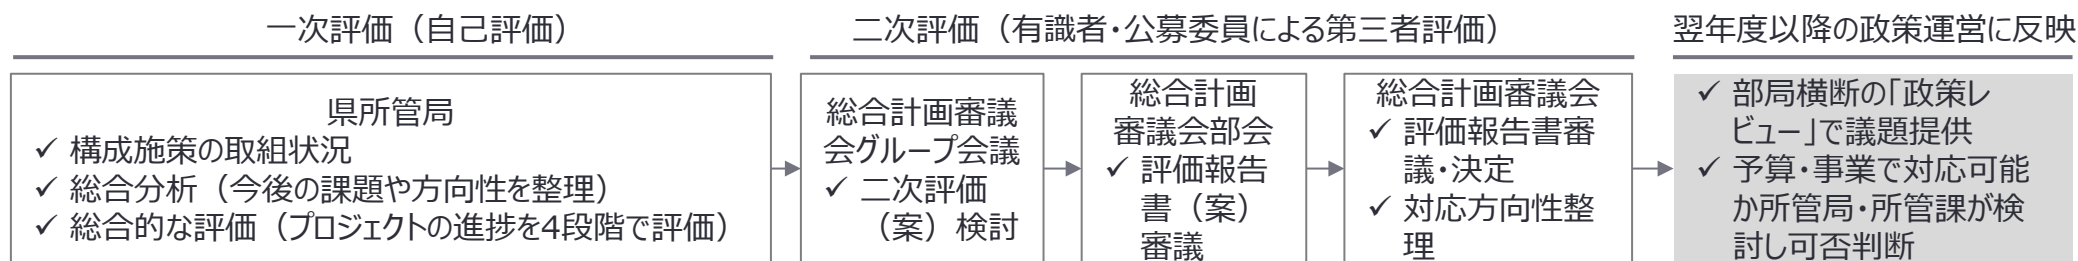 一次評価（自己評価）
二次評価（有識者・公募委員による第三者評価）
翌年度以降の政策運営に反映
県所管局
✓ 構成施策の取組状況
✓ 総合分析（今後の課題や方向性を整理）
✓ 総合的な評価（プロジェクトの進捗を4段階で評価）
総合計画審議
会グループ会議
✓ 二次評価
（案）検討
総合計画
審議会部会
✓ 評価報告
書（案）
審議
総合計画審議会
✓ 評価報告書審
議・決定
✓ 対応方向性整
理
✓ 部局横断の「政策レ
ビュー」で議題提供
✓ 予算・事業で対応可能
か所管局・所管課が検
討し可否判断